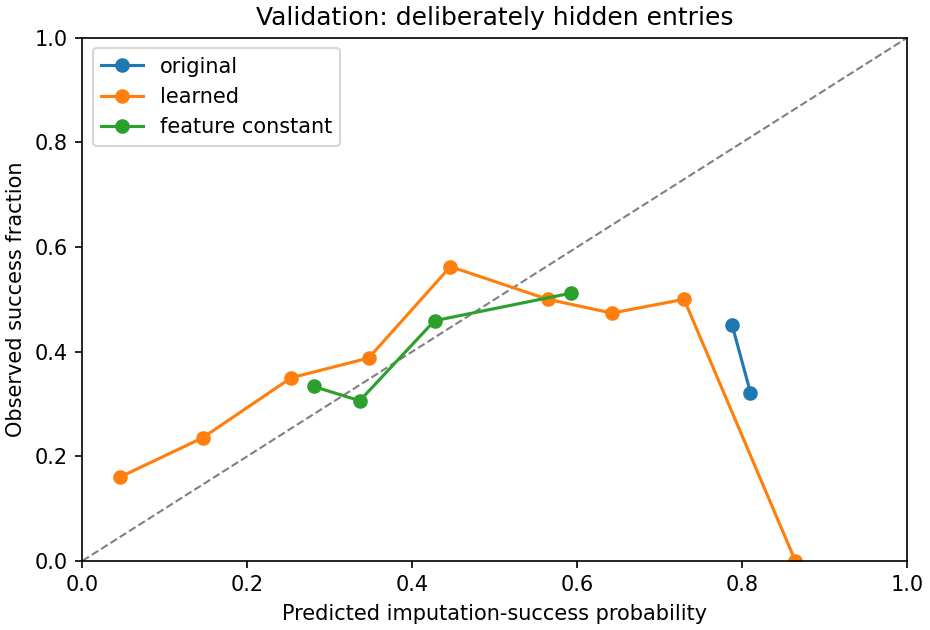 Validation: deliberately hidden entries
original
learned
feature constant
Observed success fraction
1.0
0.8
0.6
0.4
0.2
0.0
0.0 0.2 0.4 0.6 0.8 1.0
Predicted imputation-success probability